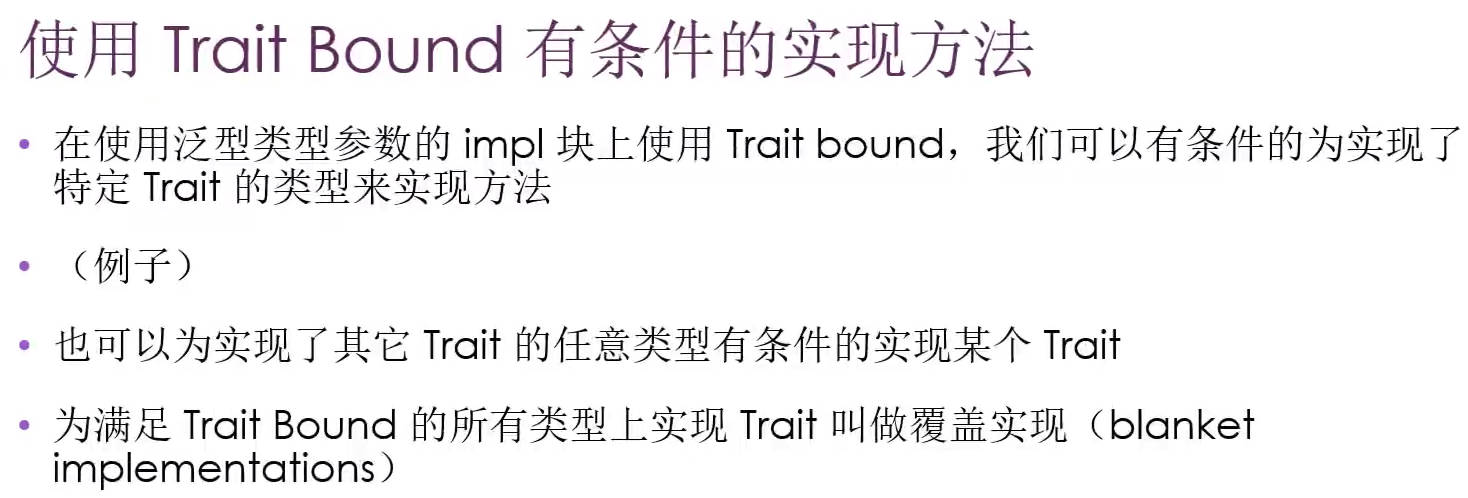 使用 Trait Bound 有条件的实现方法
• 在使用泛型类型参数的 impl 块上使用 Trait bound，我们可以有条件的为实现了
特定 Trait 的类型来实现方法
• （例子）
• 也可以为实现了其它 Trait 的任意类型有条件的实现某个 Trait
• 为满足 Trait Bound 的所有类型上实现 Trait 叫做覆盖实现（blanket
implementations）